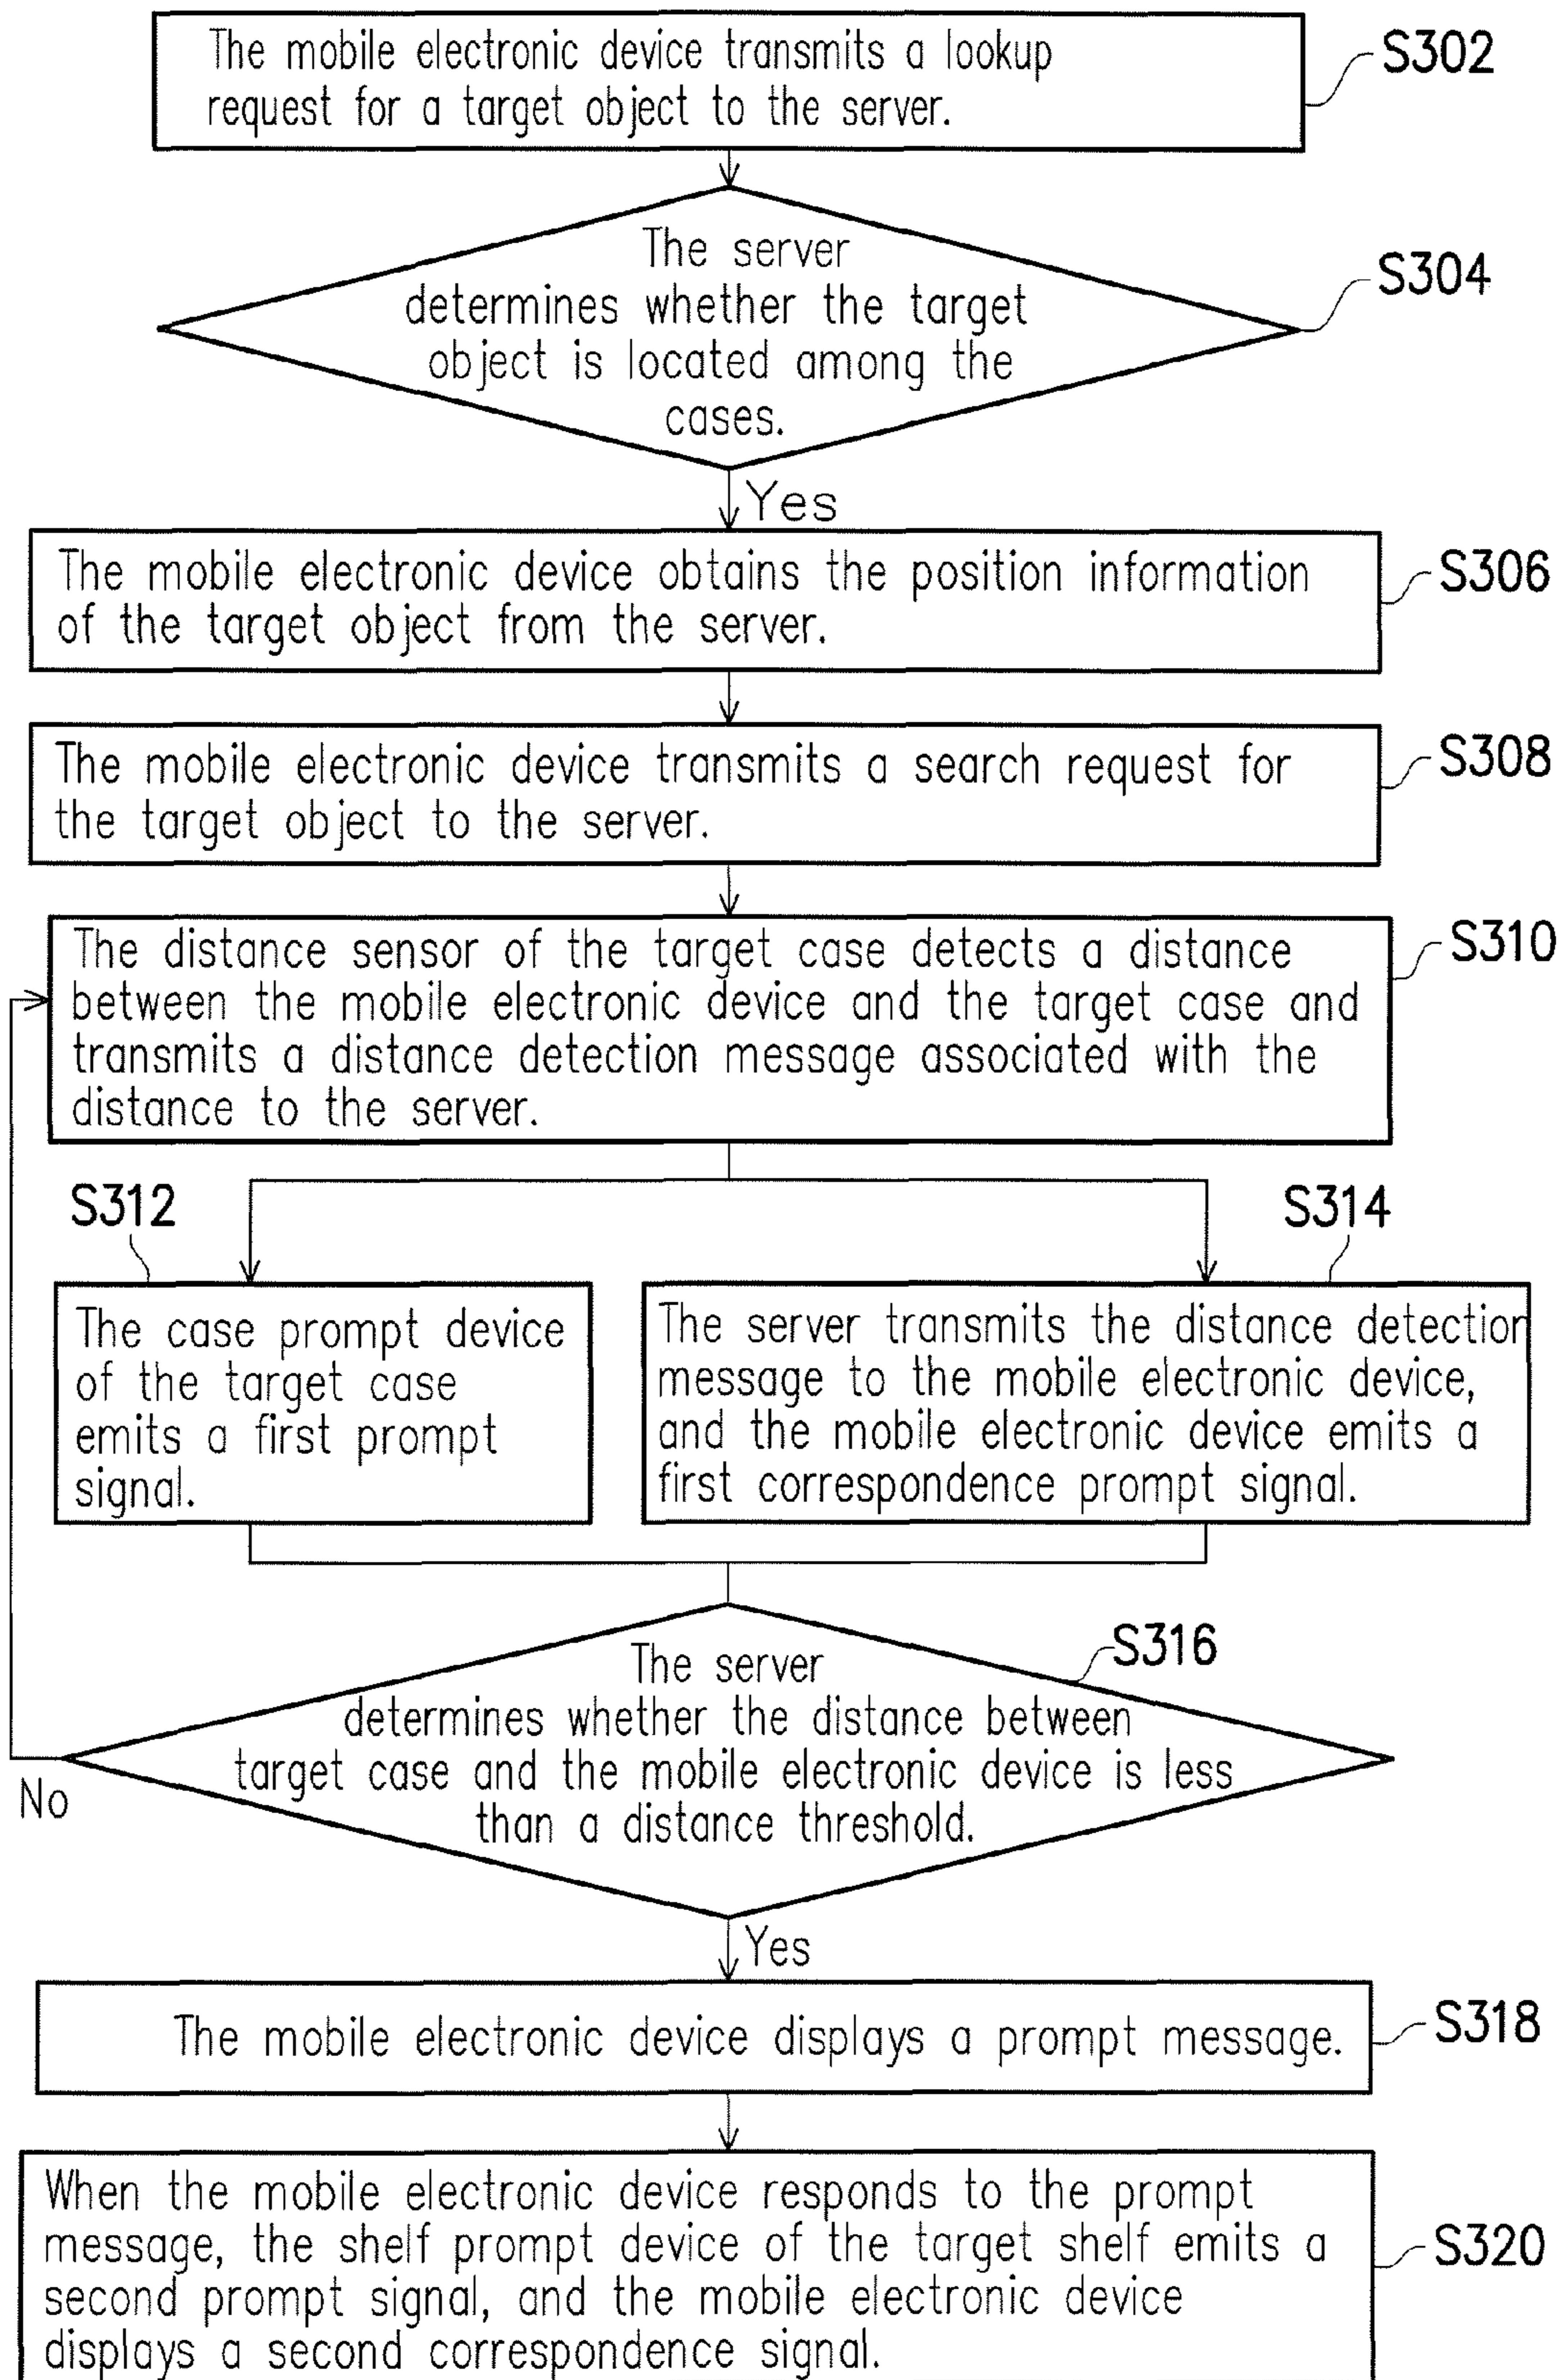 The mobile electronic device transmits a lookup
request for a target object to the server.
S302
The server
determines whether the target
object is located among the
cases.
S304
Yes
The mobile electronic device obtains the position information
of the target object from the server.
S306
The mobile electronic device transmits a search request for
the target object to the server.
S308
The distance sensor of the target case detects a distance
between the mobile electronic device and the target case and
transmits a distance detection message associated with the
distance to the server.
S310
S312
The case prompt device
of the target case
emits a first prompt
signal.
S314
The server transmits the distance detection
message to the mobile electronic device,
and the mobile electronic device emits a
first correspondence prompt signal.
The server
determines whether the distance between
target case and the mobile electronic device is less
than a distance threshold.
S316
No
Yes
The mobile electronic device displays a prompt message.
S318
When the mobile electronic device responds to the prompt
message, the shelf prompt device of the target shelf emits a
second prompt signal, and the mobile electronic device
displays a second correspondence signal.
S320